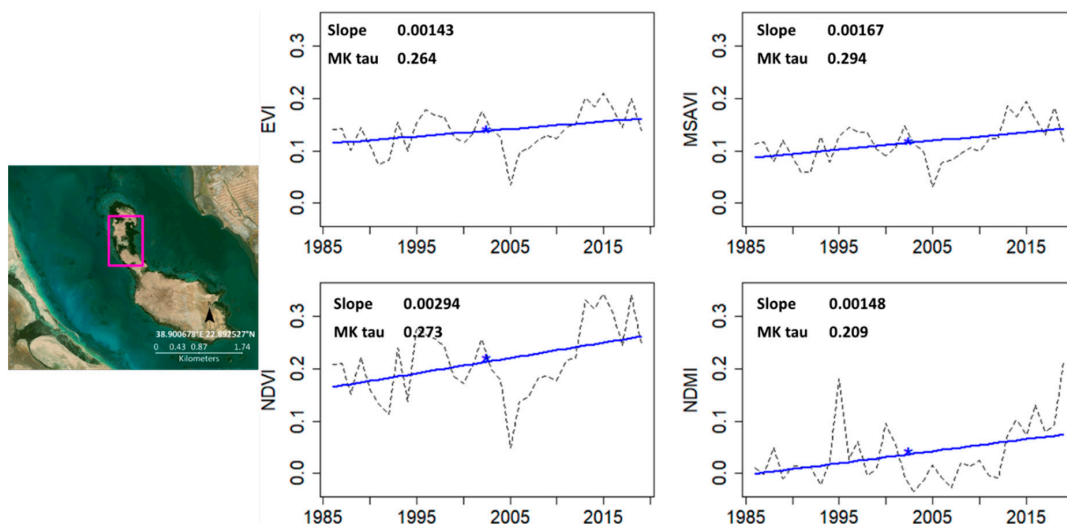 Slope 0.00143
MK tau 0.264
EVI
0.3
0.2
0.1
0.0
1985 1995 2005 2015
Slope 0.00167
MK tau 0.294
MSAVI
0.3
0.2
0.1
0.0
1985 1995 2005 2015
38.900678°E 22.892527°N
0 0.43 0.87 1.74
Kilometers
Slope 0.00294
MK tau 0.273
NDVI
0.3
0.2
0.1
0.0
1985 1995 2005 2015
Slope 0.00148
MK tau 0.209
NDMI
0.3
0.2
0.1
0.0
1985 1995 2005 2015